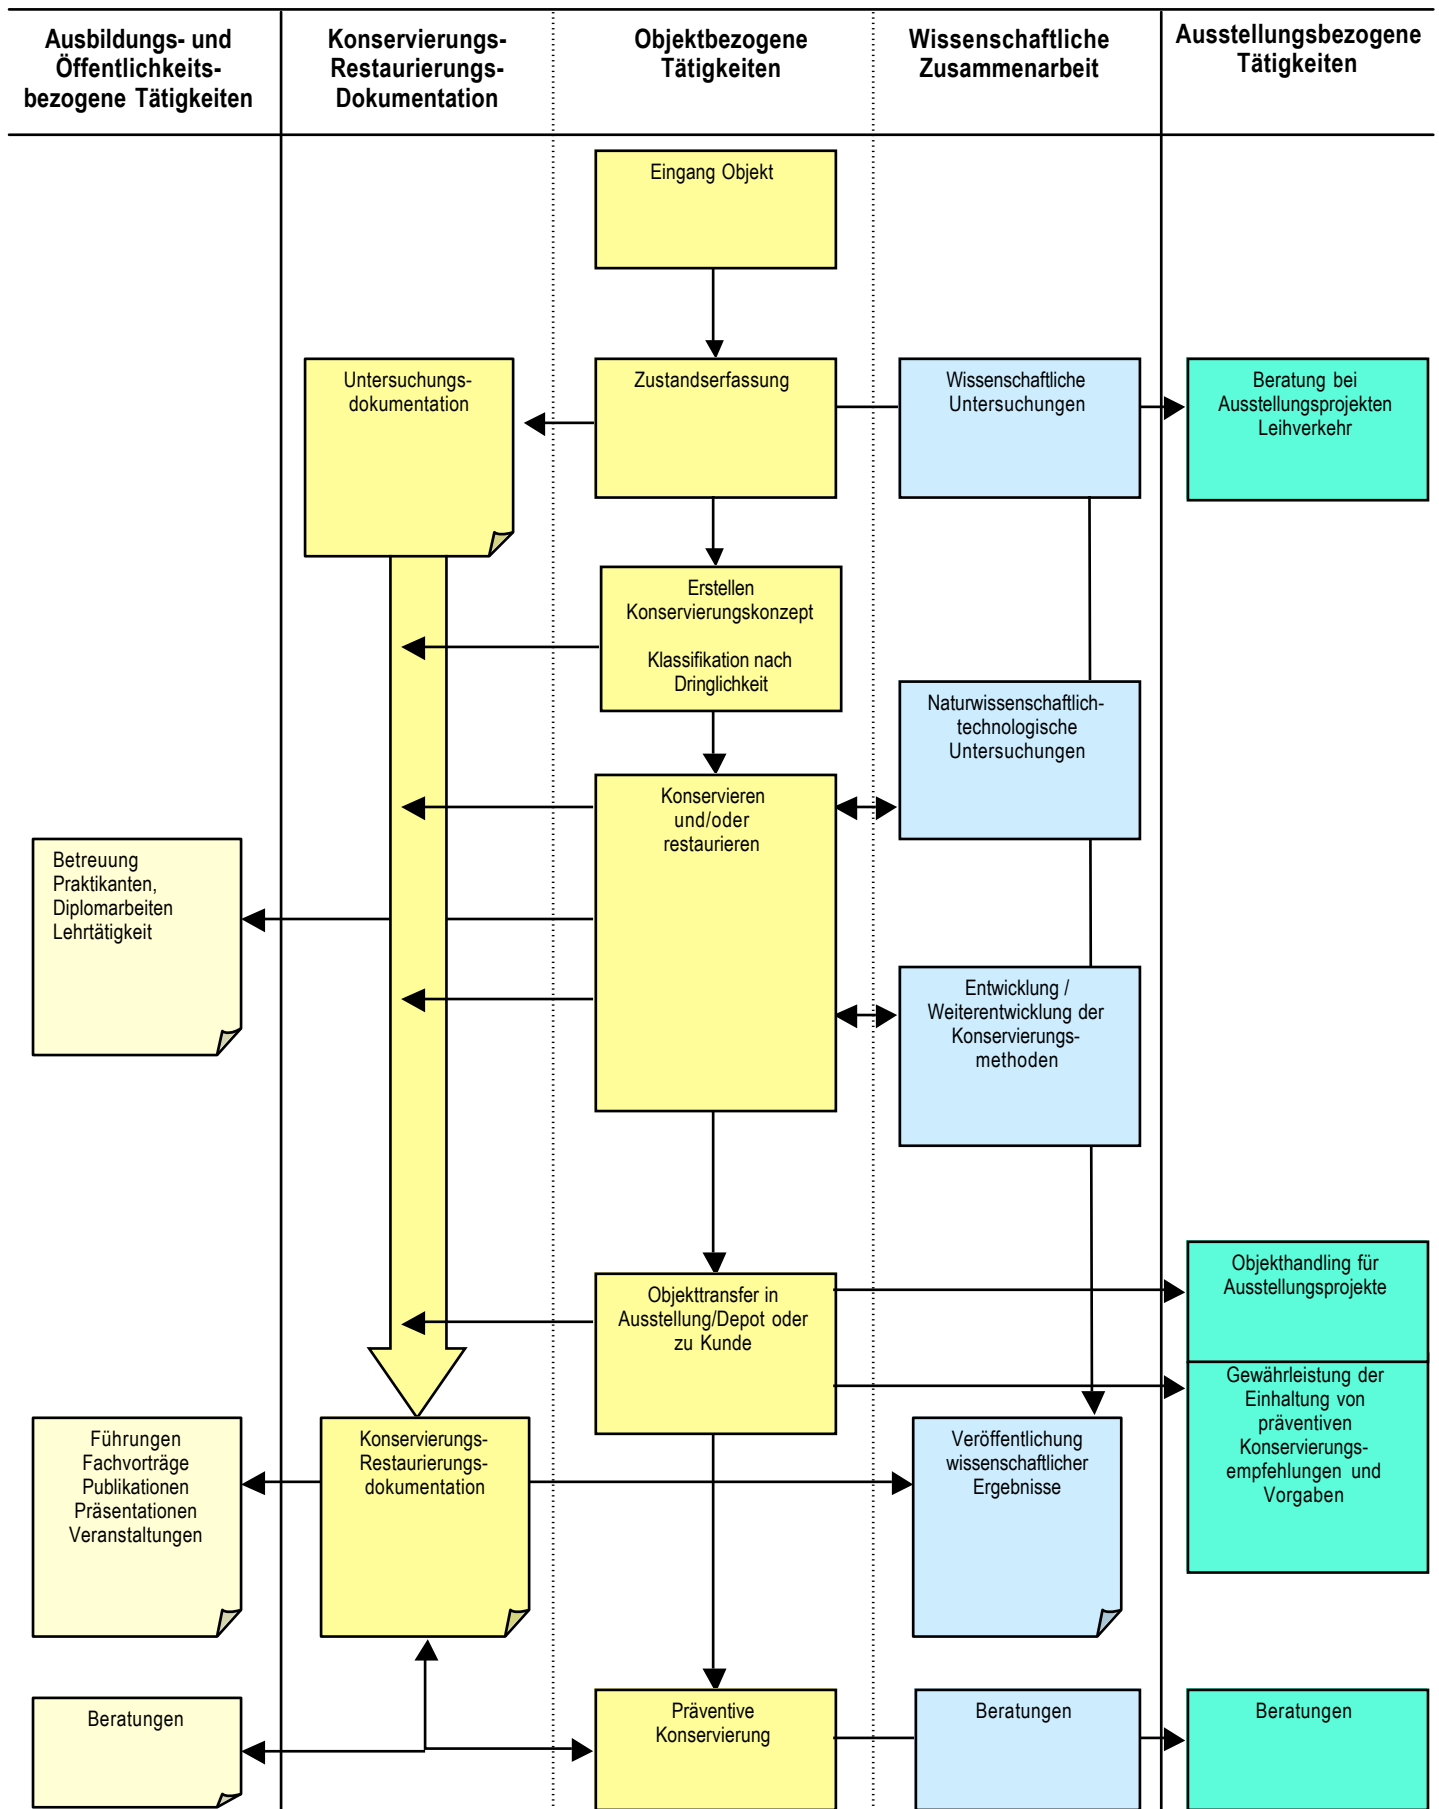 Ausbildungs- und
Öffentlichkeits-
bezogene Tätigkeiten
Konservierungs-
Restaurierungs-
Dokumentation
Objektbezogene
Tätigkeiten
Wissenschaftliche
Zusammenarbeit
Ausstellungsbezogene
Tätigkeiten
Eingang Objekt
Untersuchungs-
dokumentation
Zustandserfassung
Wissenschaftliche
Untersuchungen
Beratung bei
Ausstellungsprojekten
Leihverkehr
Erstellen
Konservierungskonzept
Klassifikation nach
Dringlichkeit
Naturwissenschaftlich-
technologische
Untersuchungen
Konservieren
und/oder
restaurieren
Betreuung
Praktikanten,
Diplomarbeiten
Lehrtätigkeit
Entwicklung /
Weiterentwicklung der
Konservierungs-
methoden
Objekttransfer in
Ausstellung/Depot oder
zu Kunde
Objekthandling für
Ausstellungsprojekte
Gewährleistung der
Einhaltung von
präventiven
Konservierungs-
empfehlungen und
Vorgaben
Führungen
Fachvorträge
Publikationen
Präsentationen
Veranstaltungen
Konservierungs-
Restaurierungs-
dokumentation
Veröffentlichung
wissenschaftlicher
Ergebnisse
Beratungen
Präventive
Konservierung
Beratungen
Beratungen